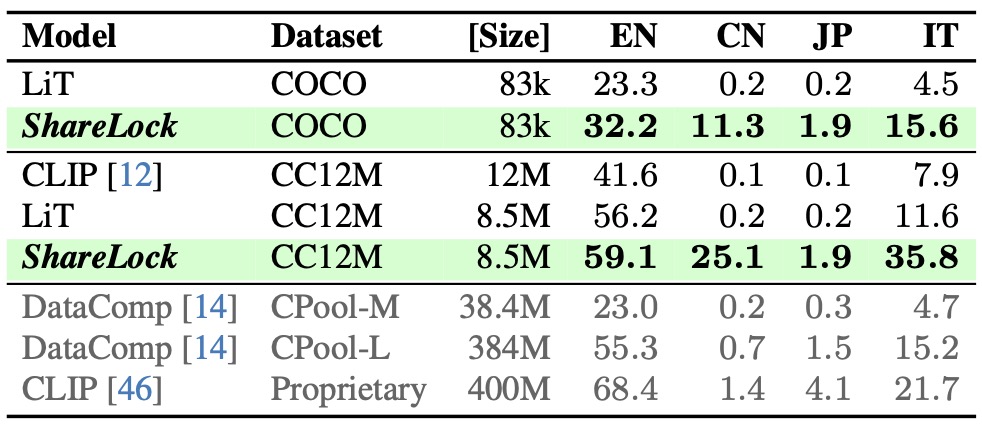 Model Dataset [Size] EN CN JP IT
LiT COCO 83k 23.3 0.2 0.2 4.5
ShareLock COCO 83k 32.2 11.3 1.9 15.6
CLIP [12] CC12M 12M 41.6 0.1 0.1 7.9
LiT CC12M 8.5M 56.2 0.2 0.2 11.6
ShareLock CC12M 8.5M 59.1 25.1 1.9 35.8
DataComp [14] CPool-M 38.4M 23.0 0.2 0.3 4.7
DataComp [14] CPool-L 384M 55.3 0.7 1.5 15.2
CLIP [46] Proprietary 400M 68.4 1.4 4.1 21.7